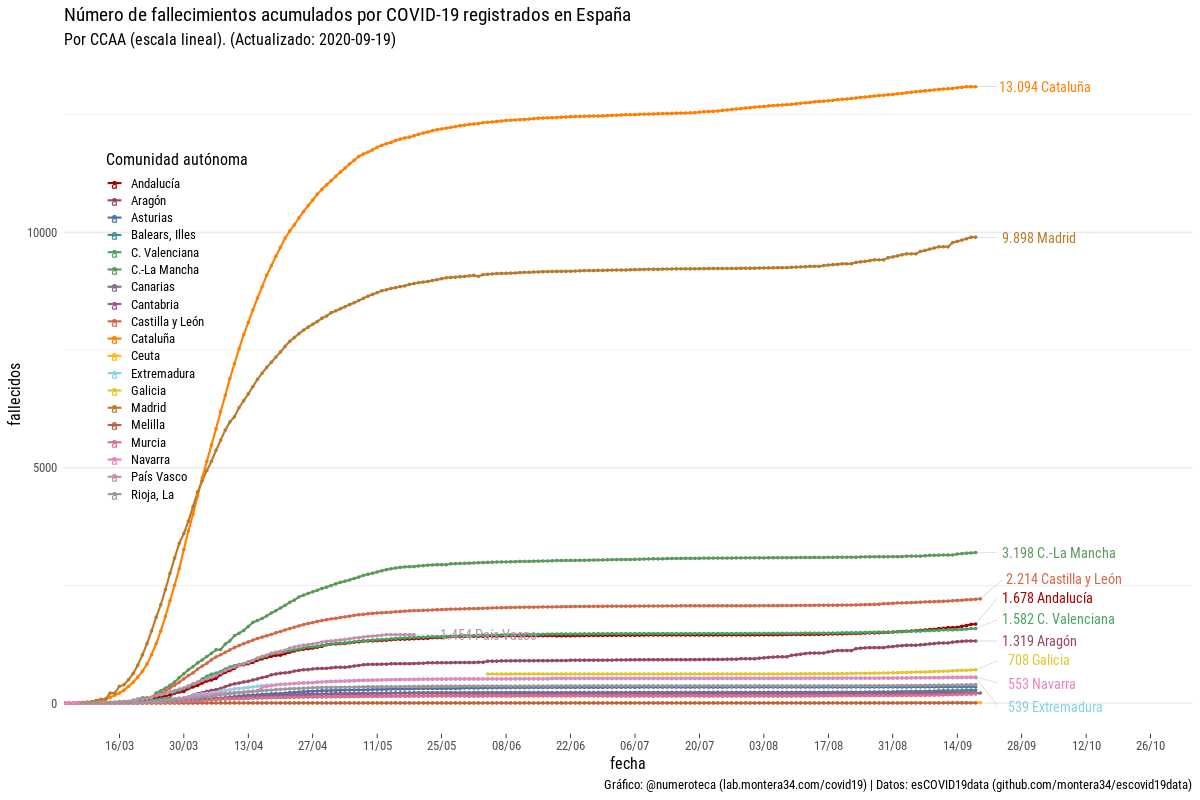 Número de fallecimientos acumulados por COVID-19 registrados en España
Por CCAA (escala lineal). (Actualizado: 2020-09-19)
13.094 Cataluña
Comunidad autónoma
Andalucía
Aragón
Asturias
Balears, Illes
C. Valenciana
C.-La Mancha
Canarias
Cantabria
Castilla y León
Cataluña
Ceuta
Extremadura
Galicia
Madrid
Melilla
Murcia
Navarra
País Vasco
Rioja, La
10000
5000
0
fallecidos
9.898 Madrid
3.198 C.-La Mancha
2.214 Castilla y León
1.678 Andalucía
1.582 C. Valenciana
1.454 País Vasco
1.319 Aragón
708 Galicia
553 Navarra
539 Extremadura
16/03 30/03 13/04 27/04 11/05 25/05 08/06 22/06 06/07 20/07 03/08 17/08 31/08 14/09 28/09 12/10 26/10
fecha
Gráfico: @numeroteca (lab.montera34.com/covid19) | Datos: esCOVID19data (github.com/montera34/escovid19data)